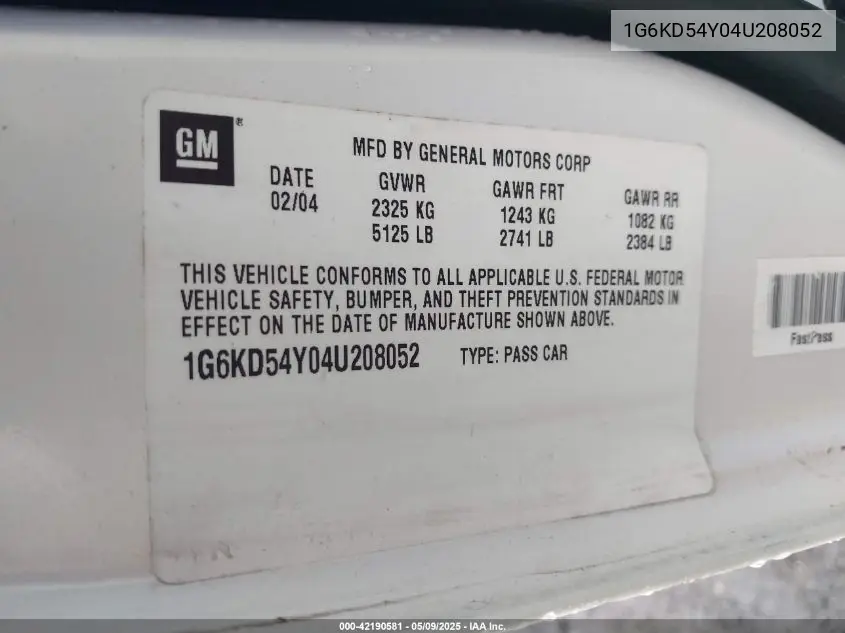 1G6KD54Y04U208052
GM®
MFD BY GENERAL MOTORS CORP
DATE GVWR GAWR FRT GAWR RR
02/04 2325 KG 1243 KG 1082 KG
5125 LB 2741 LB 2384 LB
THIS VEHICLE CONFORMS TO ALL APPLICABLE U.S. FEDERAL MOTOR
VEHICLE SAFETY, BUMPER, AND THEFT PREVENTION STANDARDS IN
EFFECT ON THE DATE OF MANUFACTURE SHOWN ABOVE.
1G6KD54Y04U208052 TYPE: PASS CAR
FastPass
000-42190581 - 05/09/2025 - IAA Inc.